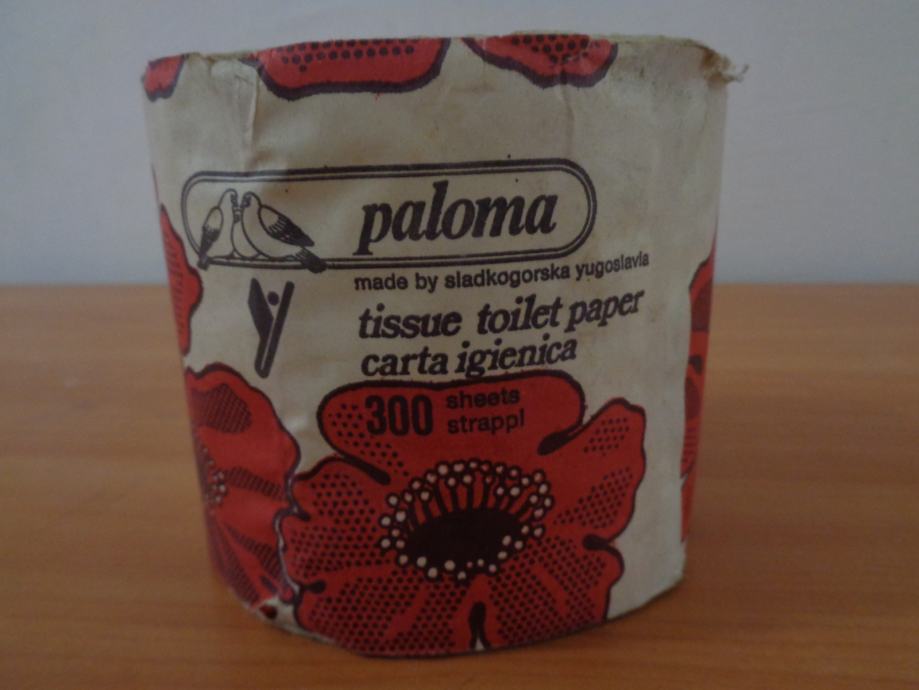 paloma
made by sladkogorska yugoslavia
tissue toilet paper
carta igienica
300 sheets
strappi